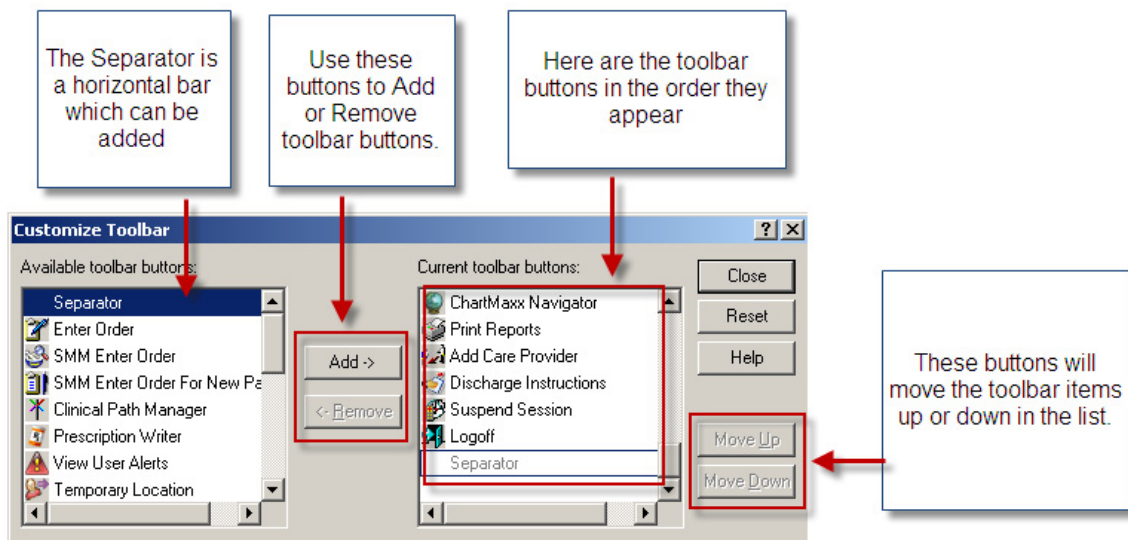 The Separator is
a horizontal bar
which can be
added
Use these
buttons to Add
or Remove
toolbar buttons.
Here are the toolbar
buttons in the order they
appear
Customize Toolbar
Available toolbar buttons:
Separator
Enter Order
SMM Enter Order
SMM Enter Order For New Pa
Clinical Path Manager
Prescription Writer
View User Alerts
Temporary Location
Add ->
<- Remove
Current toolbar buttons:
ChartMaxx Navigator
Print Reports
Add Care Provider
Discharge Instructions
Suspend Session
Logoff
Separator
Close
Reset
Help
Move Up
Move Down
These buttons will
move the toolbar items
up or down in the list.